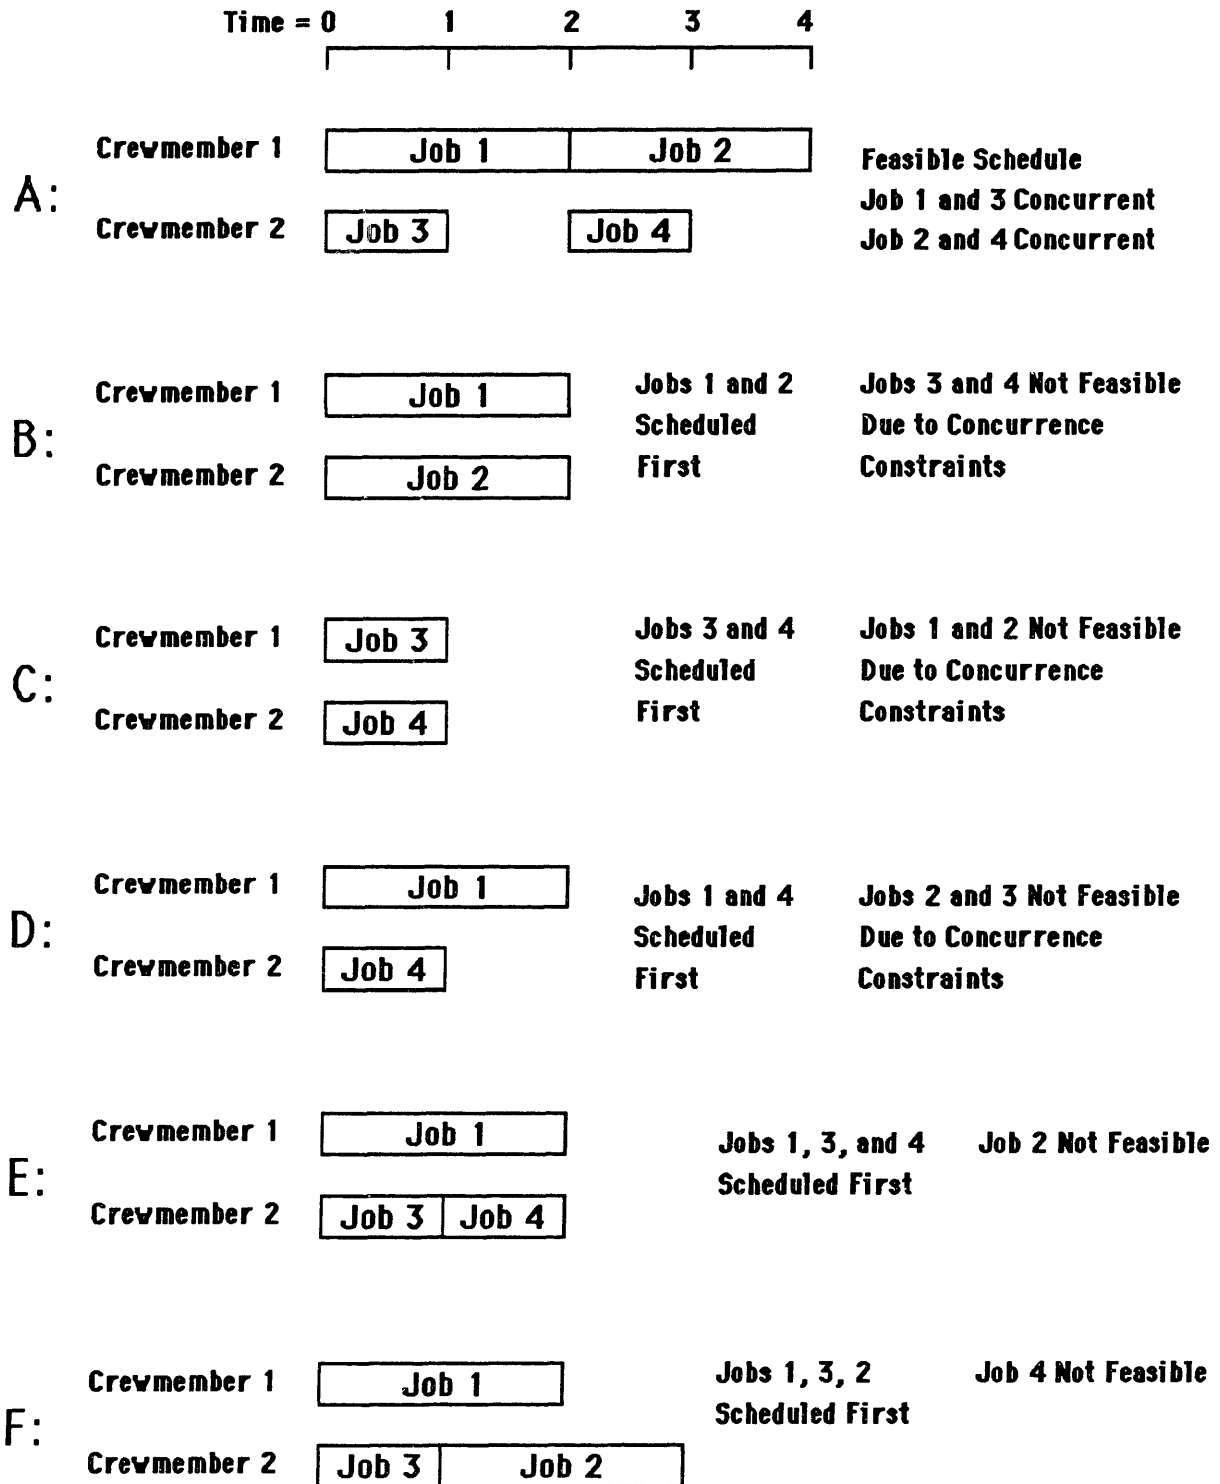 Time = 0 1 2 3 4
A:
Crewmember 1 Job 1 Job 2
Crewmember 2 Job 3 Job 4
Feasible Schedule
Job 1 and 3 Concurrent
Job 2 and 4 Concurrent
B:
Crewmember 1 Job 1
Crewmember 2 Job 2
Jobs 1 and 2
Scheduled
First
Jobs 3 and 4 Not Feasible
Due to Concurrence
Constraints
C:
Crewmember 1 Job 3
Crewmember 2 Job 4
Jobs 3 and 4
Scheduled
First
Jobs 1 and 2 Not Feasible
Due to Concurrence
Constraints
D:
Crewmember 1 Job 1
Crewmember 2 Job 4
Jobs 1 and 4
Scheduled
First
Jobs 2 and 3 Not Feasible
Due to Concurrence
Constraints
E:
Crewmember 1 Job 1
Crewmember 2 Job 3 Job 4
Jobs 1, 3, and 4
Scheduled First
Job 2 Not Feasible
F:
Crewmember 1 Job 1
Crewmember 2 Job 3 Job 2
Jobs 1, 3, 2
Scheduled First
Job 4 Not Feasible